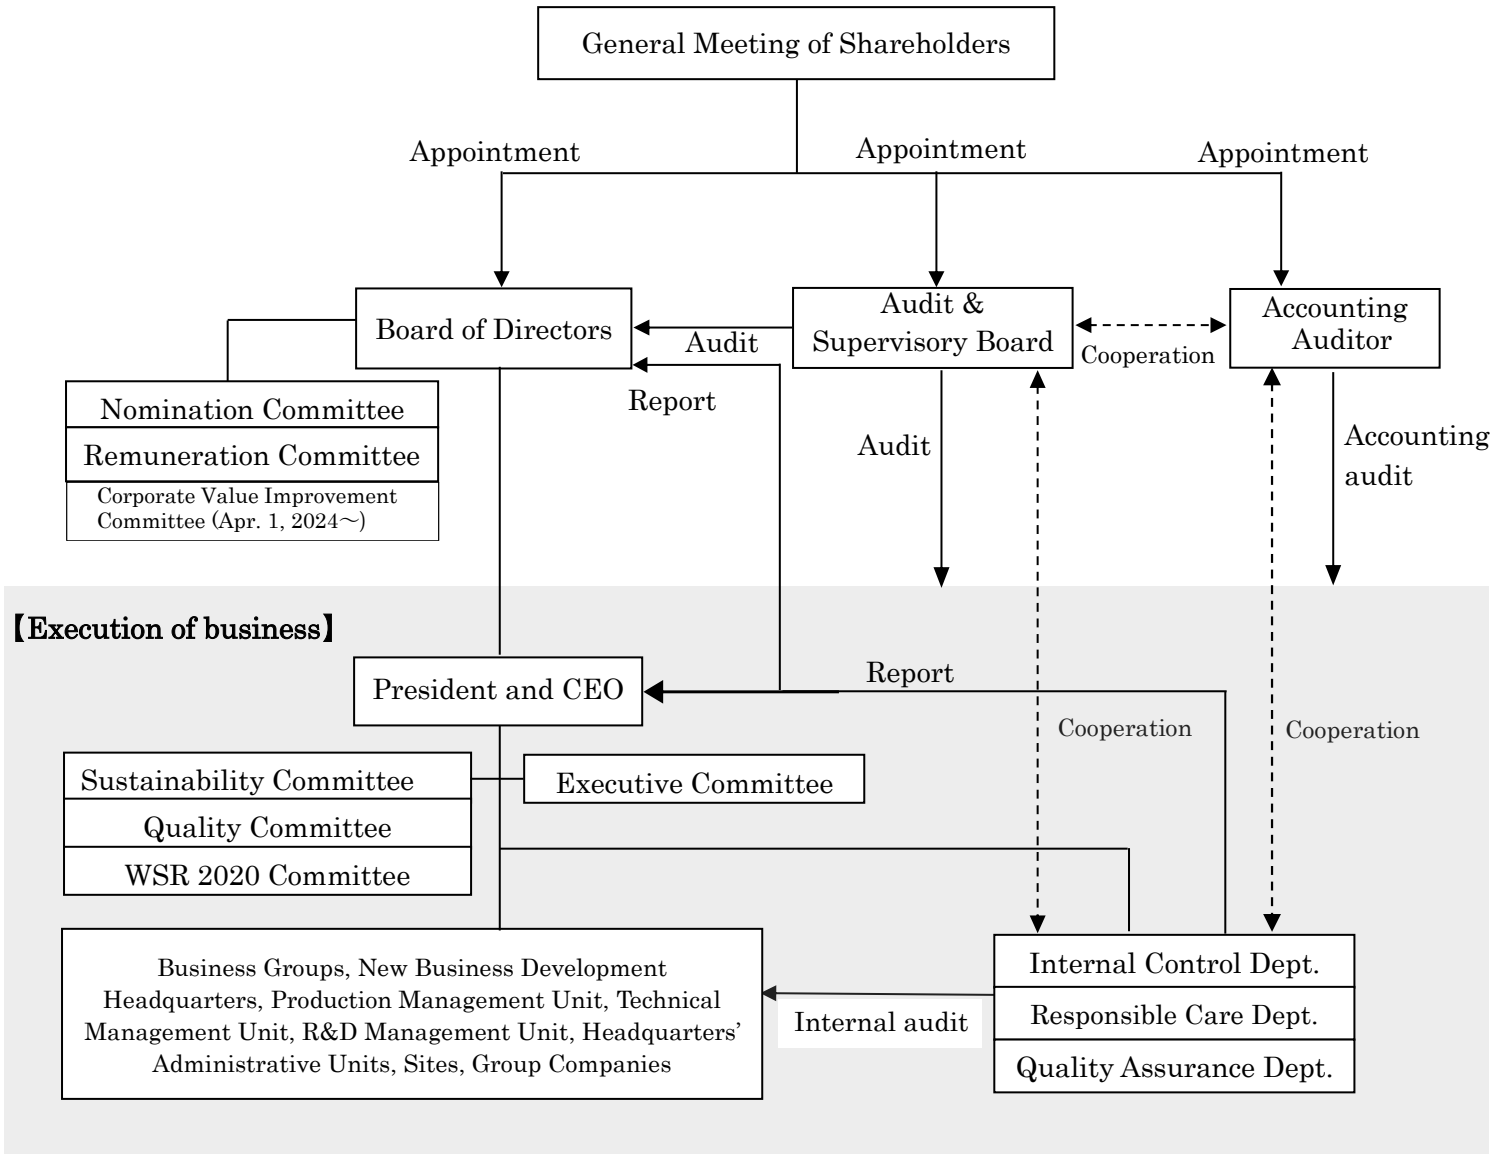 General Meeting of Shareholders
Appointment
Appointment
Appointment
Board of Directors
Audit &
Supervisory Board
Accounting
Auditor
Audit
Cooperation
Report
Nomination Committee
Remuneration Committee
Corporate Value Improvement
Committee (Apr. 1, 2024～)
Audit
Accounting
audit
【Execution of business】
President and CEO
Report
Cooperation
Cooperation
Sustainability Committee
Quality Committee
WSR 2020 Committee
Executive Committee
Business Groups, New Business Development
Headquarters, Production Management Unit, Technical
Management Unit, R&D Management Unit, Headquarters’
Administrative Units, Sites, Group Companies
Internal audit
Internal Control Dept.
Responsible Care Dept.
Quality Assurance Dept.